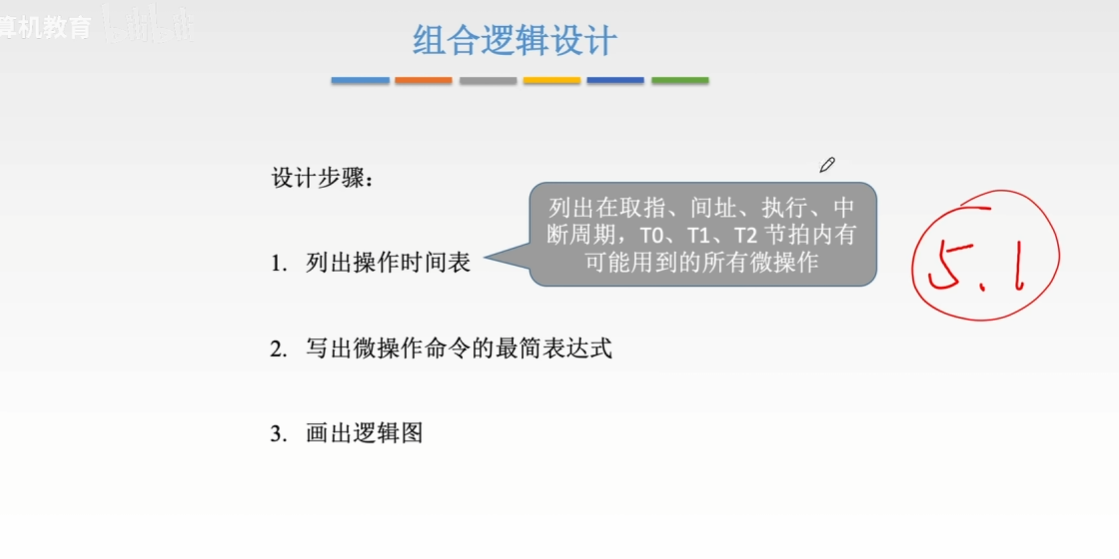 算机教育
组合逻辑设计
设计步骤：
列出在取指、间址、执行、中
断周期，T0、T1、T2 节拍内有
可能用到的所有微操作
1. 列出操作时间表
5.1
2. 写出微操作命令的最简表达式
3. 画出逻辑图